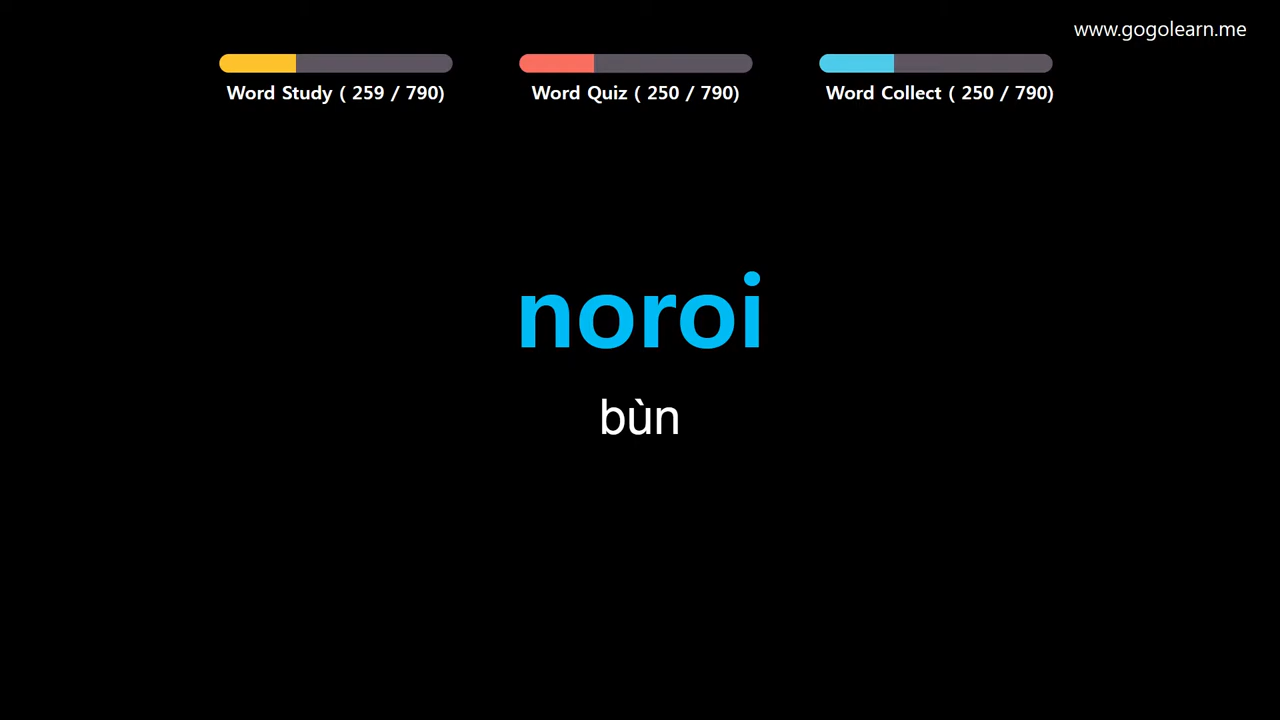 www.gogolearn.me
Word Study ( 259 / 790)
Word Quiz ( 250 / 790)
Word Collect ( 250 / 790)
noroi
bùn